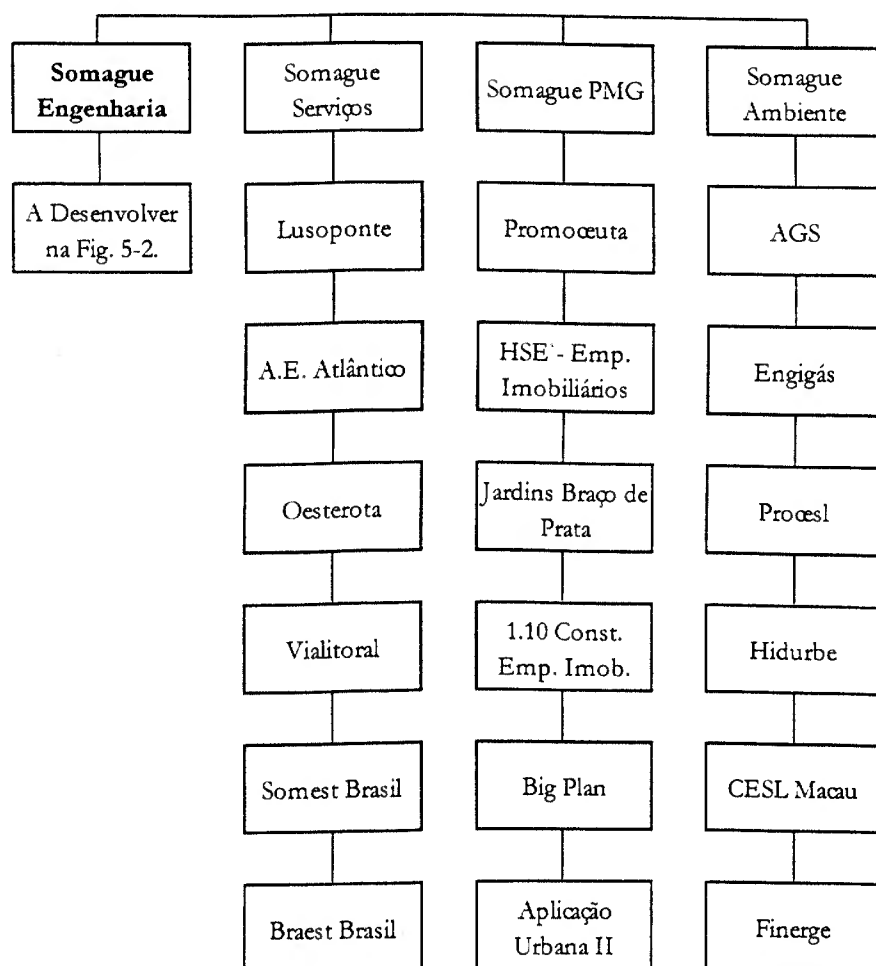 Somague
Engenharia
Somague
Serviços
Somague PMG
Somague
Ambiente
A Desenvolver
na Fig. 5-2.
Lusoponte
Promoceuta
AGS
A.E. Atlântico
HSE - Emp.
Imobiliários
Engigás
Oesterota
Jardins Braço de
Prata
Procesl
Vialitoral
1.10 Const.
Emp. Imob.
Hidurbe
Somest Brasil
Big Plan
CESL Macau
Braest Brasil
Aplicação
Urbana II
Finerge